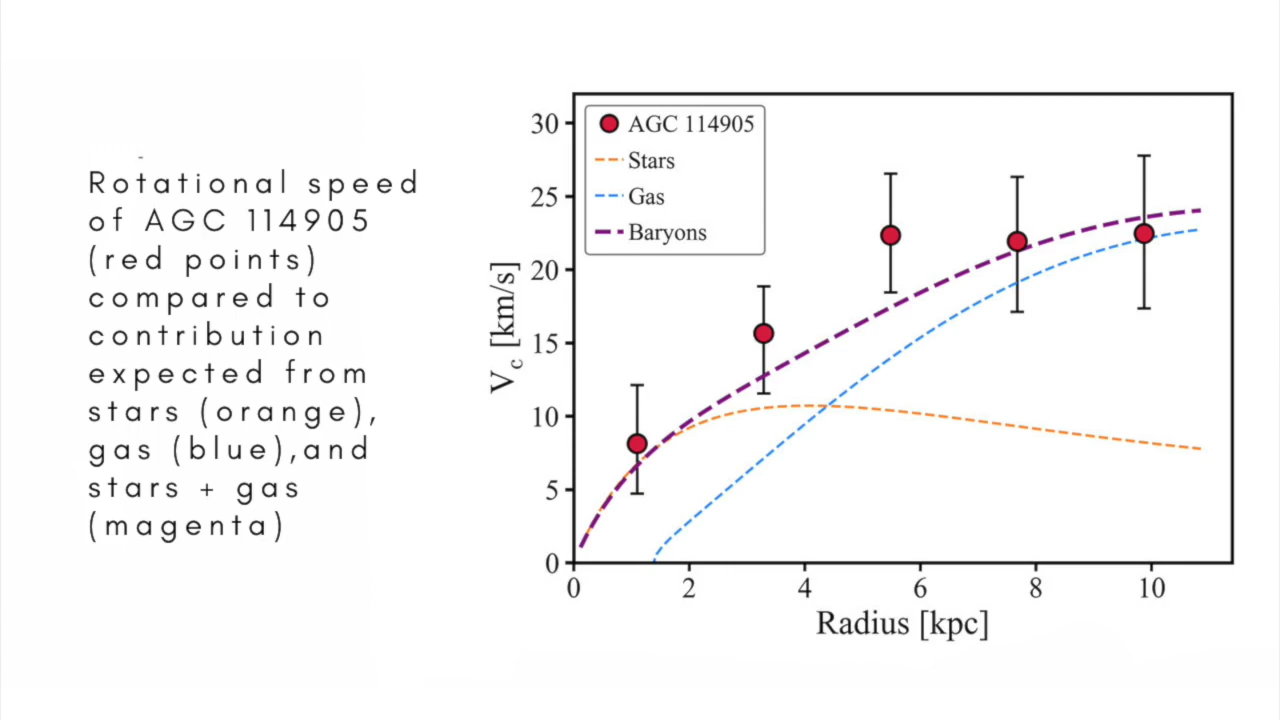 Rotational speed
of AGC 114905
(red points)
compared to
contribution
expected from
stars (orange),
gas (blue),and
stars + gas
(magenta)
AGC 114905
Stars
Gas
Baryons
V_c [km/s]
30
25
20
15
10
5
0
0 2 4 6 8 10
Radius [kpc]